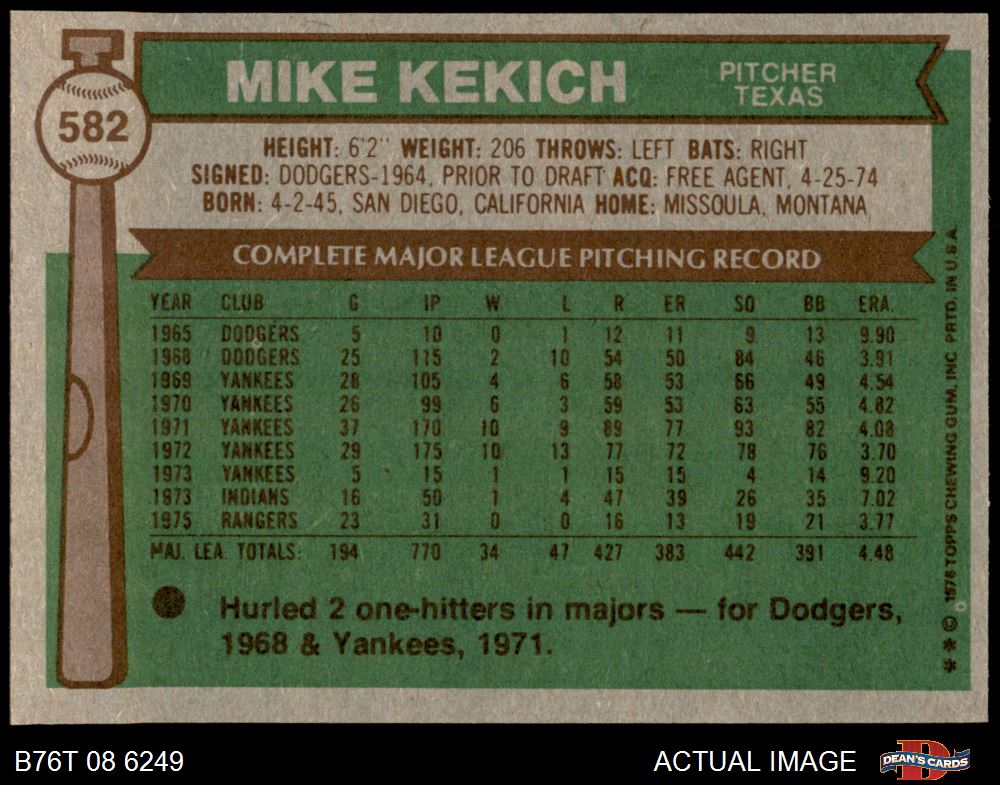 582
MIKE KEKICH
PITCHER
TEXAS
HEIGHT: 6'2" WEIGHT: 206 THROWS: LEFT BATS: RIGHT
SIGNED: DODGERS-1964, PRIOR TO DRAFT ACQ: FREE AGENT, 4-25-74
BORN: 4-2-45, SAN DIEGO, CALIFORNIA HOME: MISSOULA, MONTANA
COMPLETE MAJOR LEAGUE PITCHING RECORD
YEAR CLUB G IP W L R ER SO BB ERA.
1965 DODGERS 5 10 0 1 12 11 9 13 9.90
1968 DODGERS 25 115 2 10 54 50 84 46 3.91
1969 YANKEES 28 105 4 6 58 53 66 49 4.54
1970 YANKEES 26 99 6 3 59 53 63 55 4.82
1971 YANKEES 37 170 10 9 89 77 93 82 4.08
1972 YANKEES 29 175 10 13 77 72 78 76 3.70
1973 YANKEES 5 15 1 1 15 15 4 14 9.20
1973 INDIANS 16 50 1 4 47 39 26 35 7.02
1975 RANGERS 23 31 0 0 16 13 19 21 3.77
MAJ. LEA. TOTALS: 194 770 34 47 427 383 442 391 4.48
Hurled 2 one-hitters in majors — for Dodgers,
1968 & Yankees, 1971.
* * © 1976 TOPPS CHEWING GUM, INC. PRTD. IN U.S.A.
B76T 08 6249
ACTUAL IMAGE
D
DEAN'S CARDS